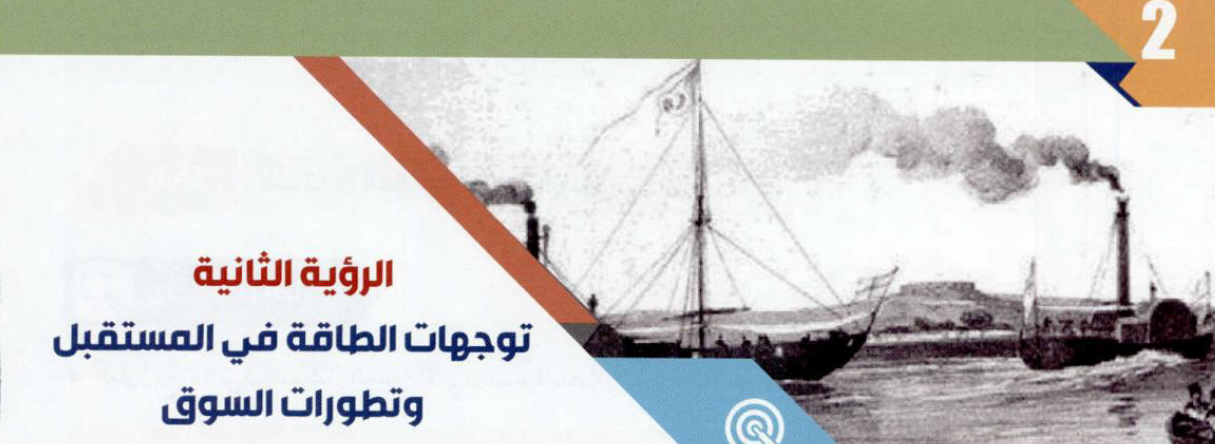 2
الرؤية الثانية
توجهات الطاقة في المستقبل
وتطورات السوق